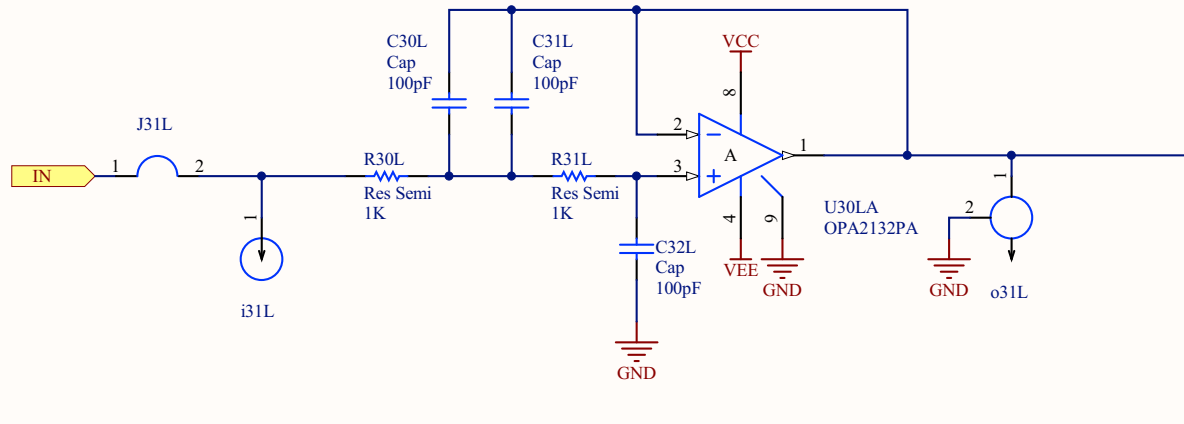 C30L
Cap
100pF
C31L
Cap
100pF
VCC
8
J31L
IN
1
2
R30L
Res Semi
1K
R31L
Res Semi
1K
2
3
A
1
4
9
U30LA
OPA2132PA
VEE
GND
C32L
Cap
100pF
GND
1
i31L
1
2
GND
o31L